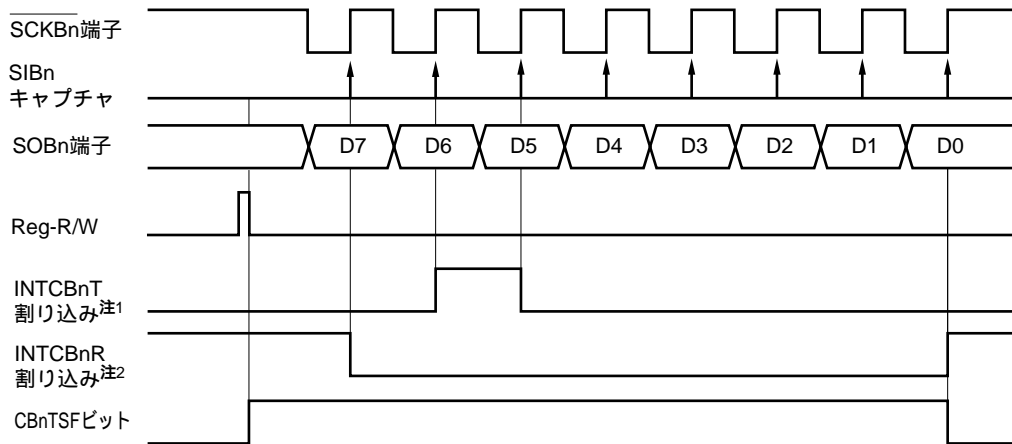 SCKBn端子
SIBn
キャプチャ
SOBn端子 D7 D6 D5 D4 D3 D2 D1 D0
Reg-R/W
INTCBnT
割り込み注1
INTCBnR
割り込み注2
CBnTSFビット